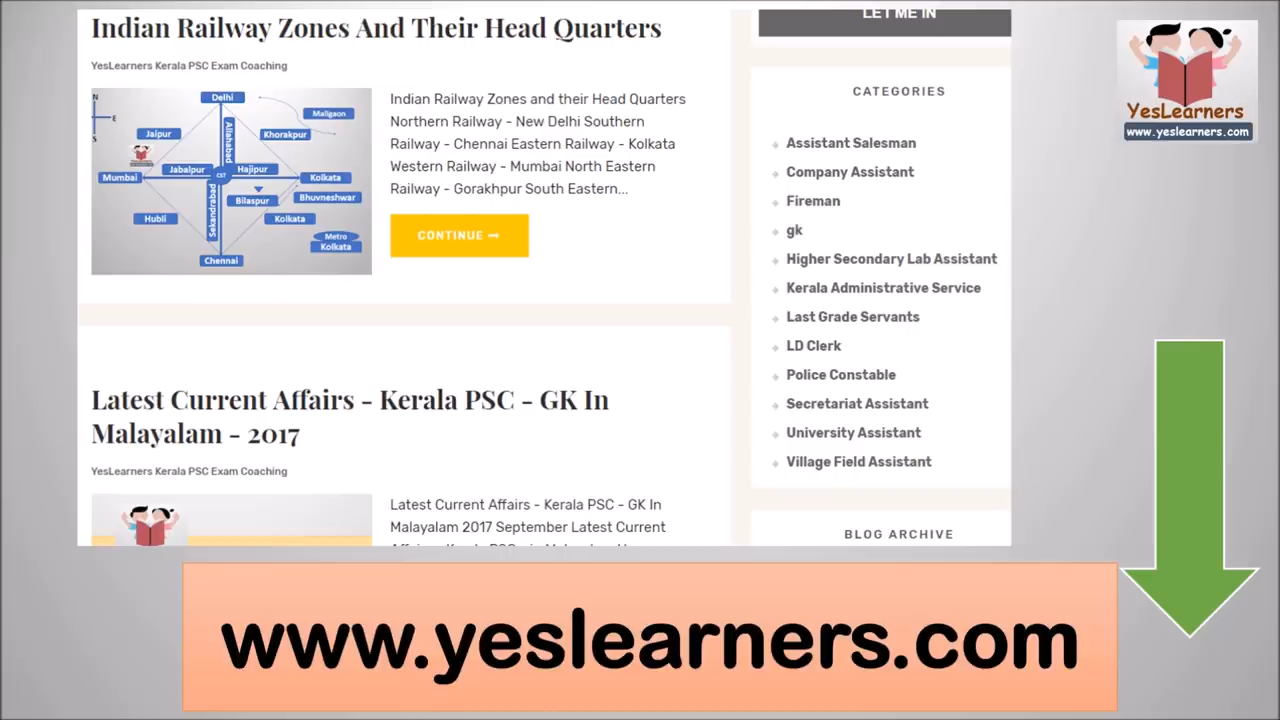 Indian Railway Zones And Their Head Quarters
YesLearners Kerala PSC Exam Coaching
N
E
S
Delhi
Maligaon
Jaipur
Allahabad
Khorakpur
Jabalpur
Hajipur
Mumbai
CST
Kolkata
Sekandrabad
Bilaspur
Bhuvneshwar
Hubli
Kolkata
Metro
Kolkata
Chennai
Indian Railway Zones and their Head Quarters
Northern Railway - New Delhi Southern
Railway - Chennai Eastern Railway - Kolkata
Western Railway - Mumbai North Eastern
Railway - Gorakhpur South Eastern...
CONTINUE
Latest Current Affairs - Kerala PSC - GK In
Malayalam - 2017
YesLearners Kerala PSC Exam Coaching
Latest Current Affairs - Kerala PSC - GK In
Malayalam 2017 September Latest Current
LET ME IN
CATEGORIES
Assistant Salesman
Company Assistant
Fireman
gk
Higher Secondary Lab Assistant
Kerala Administrative Service
Last Grade Servants
LD Clerk
Police Constable
Secretariat Assistant
University Assistant
Village Field Assistant
BLOG ARCHIVE
YesLearners
www.yeslearners.com
www.yeslearners.com